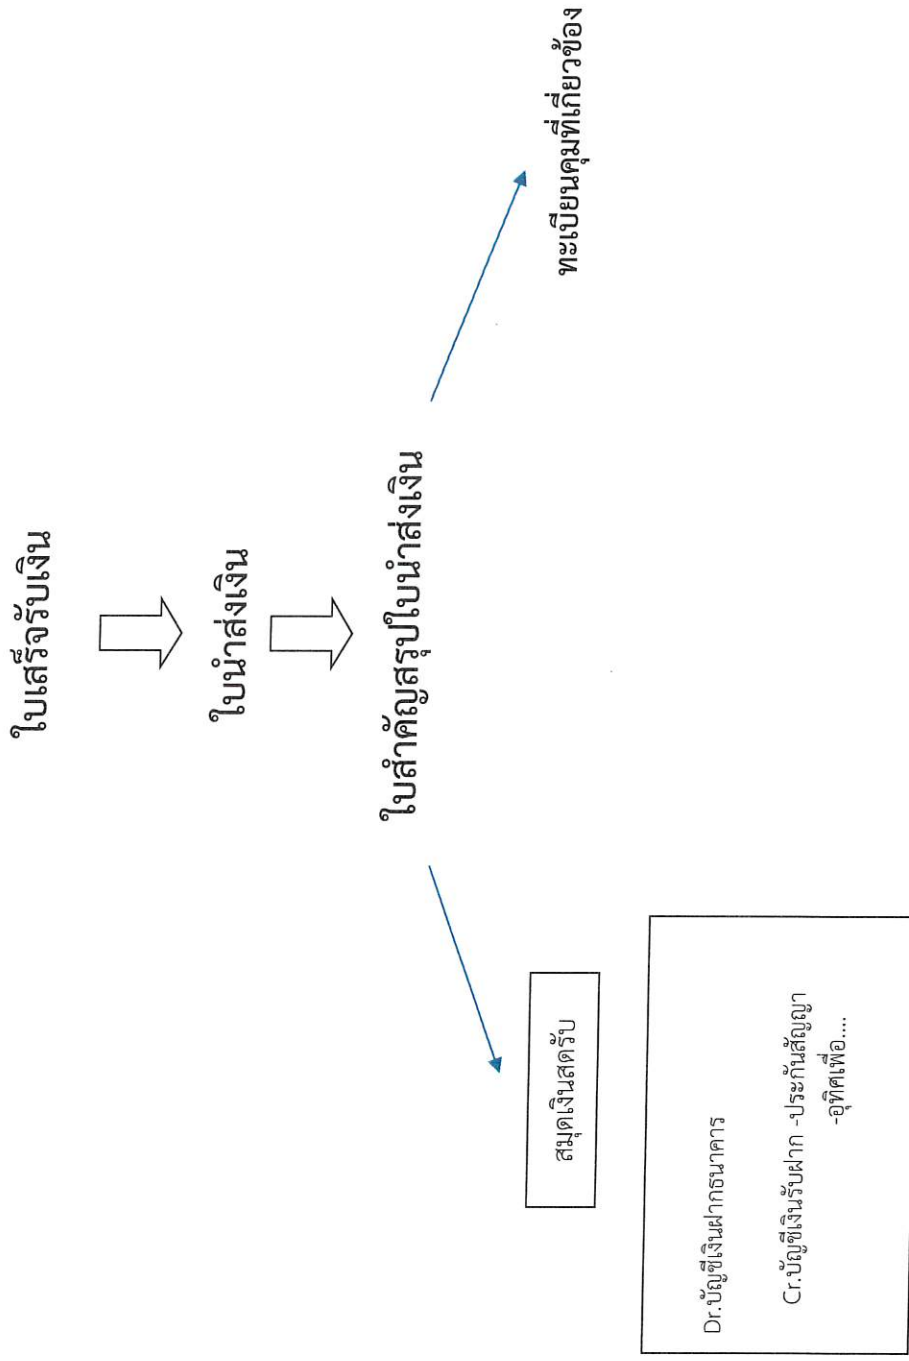 ใบเสร็จรับเงิน
ใบนำส่งเงิน
ใบสำคัญสรุปใบนำส่งเงิน
สมุดเงินสดรับ
ทะเบียนคุมที่เกี่ยวข้อง
Dr.บัญชีเงินฝากธนาคาร
Cr.บัญชีเงินรับฝาก -ประกันสัญญา
-อุทิศเพื่อ....